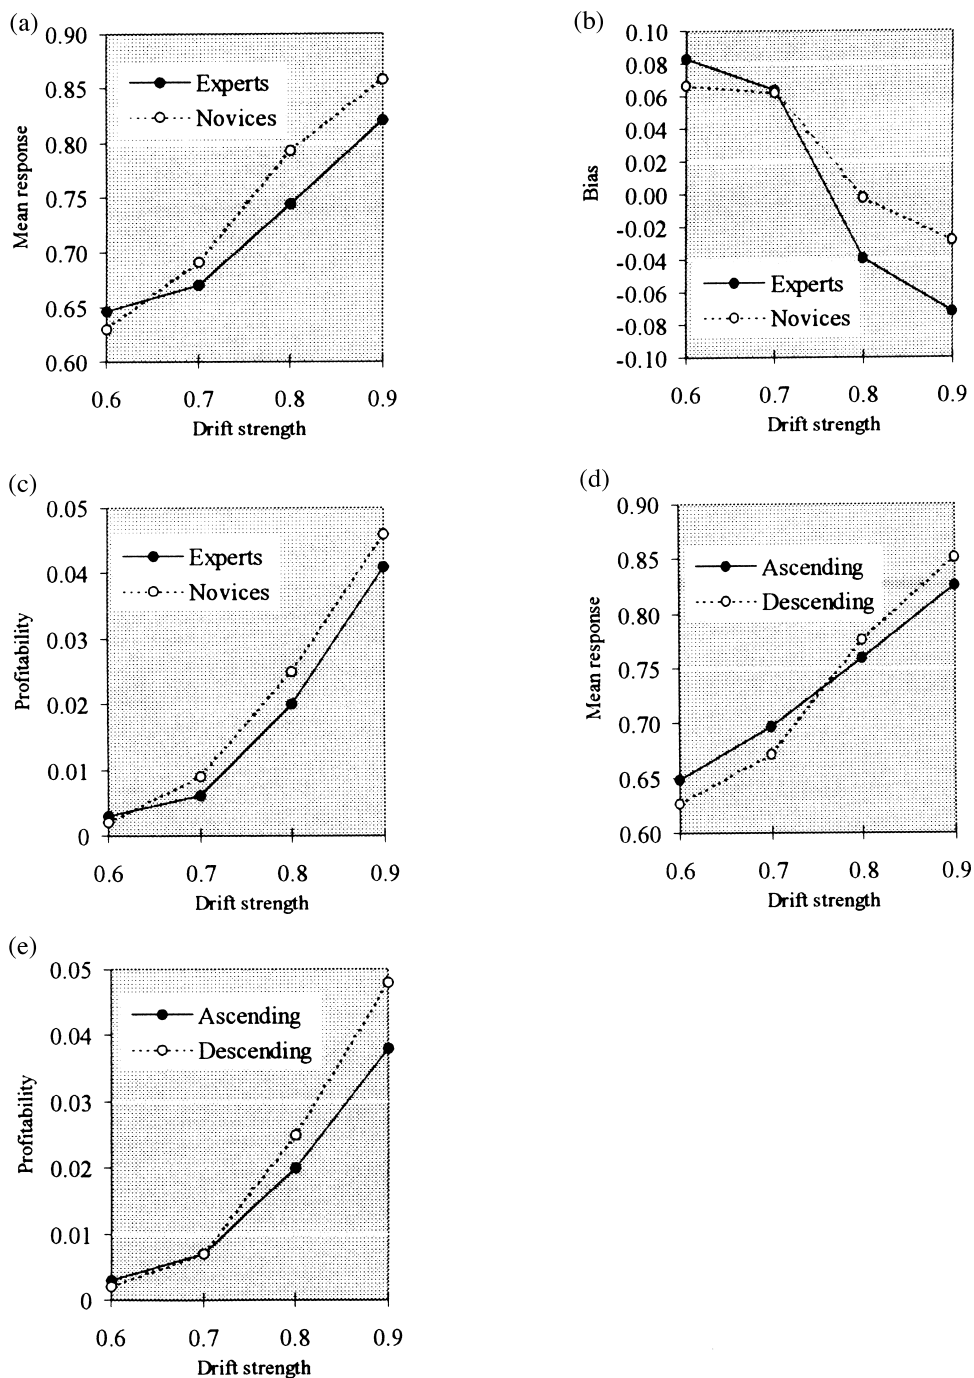 (a)
0.90
0.85
0.80
0.75
0.70
0.65
0.60
Mean response
Experts
Novices
0.6 0.7 0.8 0.9
Drift strength
(b)
0.10
0.08
0.06
0.04
0.02
0.00
-0.02
-0.04
-0.06
-0.08
-0.10
Bias
Experts
Novices
0.6 0.7 0.8 0.9
Drift strength
(c)
0.05
0.04
0.03
0.02
0.01
0
Profitability
Experts
Novices
0.6 0.7 0.8 0.9
Drift strength
(d)
0.90
0.85
0.80
0.75
0.70
0.65
0.60
Mean response
Ascending
Descending
0.6 0.7 0.8 0.9
Drift strength
(e)
0.05
0.04
0.03
0.02
0.01
0
Profitability
Ascending
Descending
0.6 0.7 0.8 0.9
Drift strength